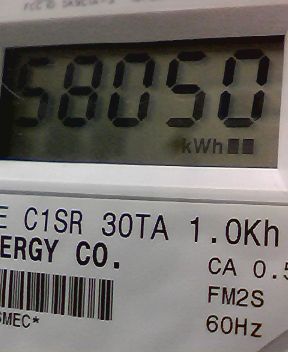 58050
kWh
E C1SR 30TA 1.0Kh
ERGY CO.
CA 0.5
FM2S
60Hz
SMEC*